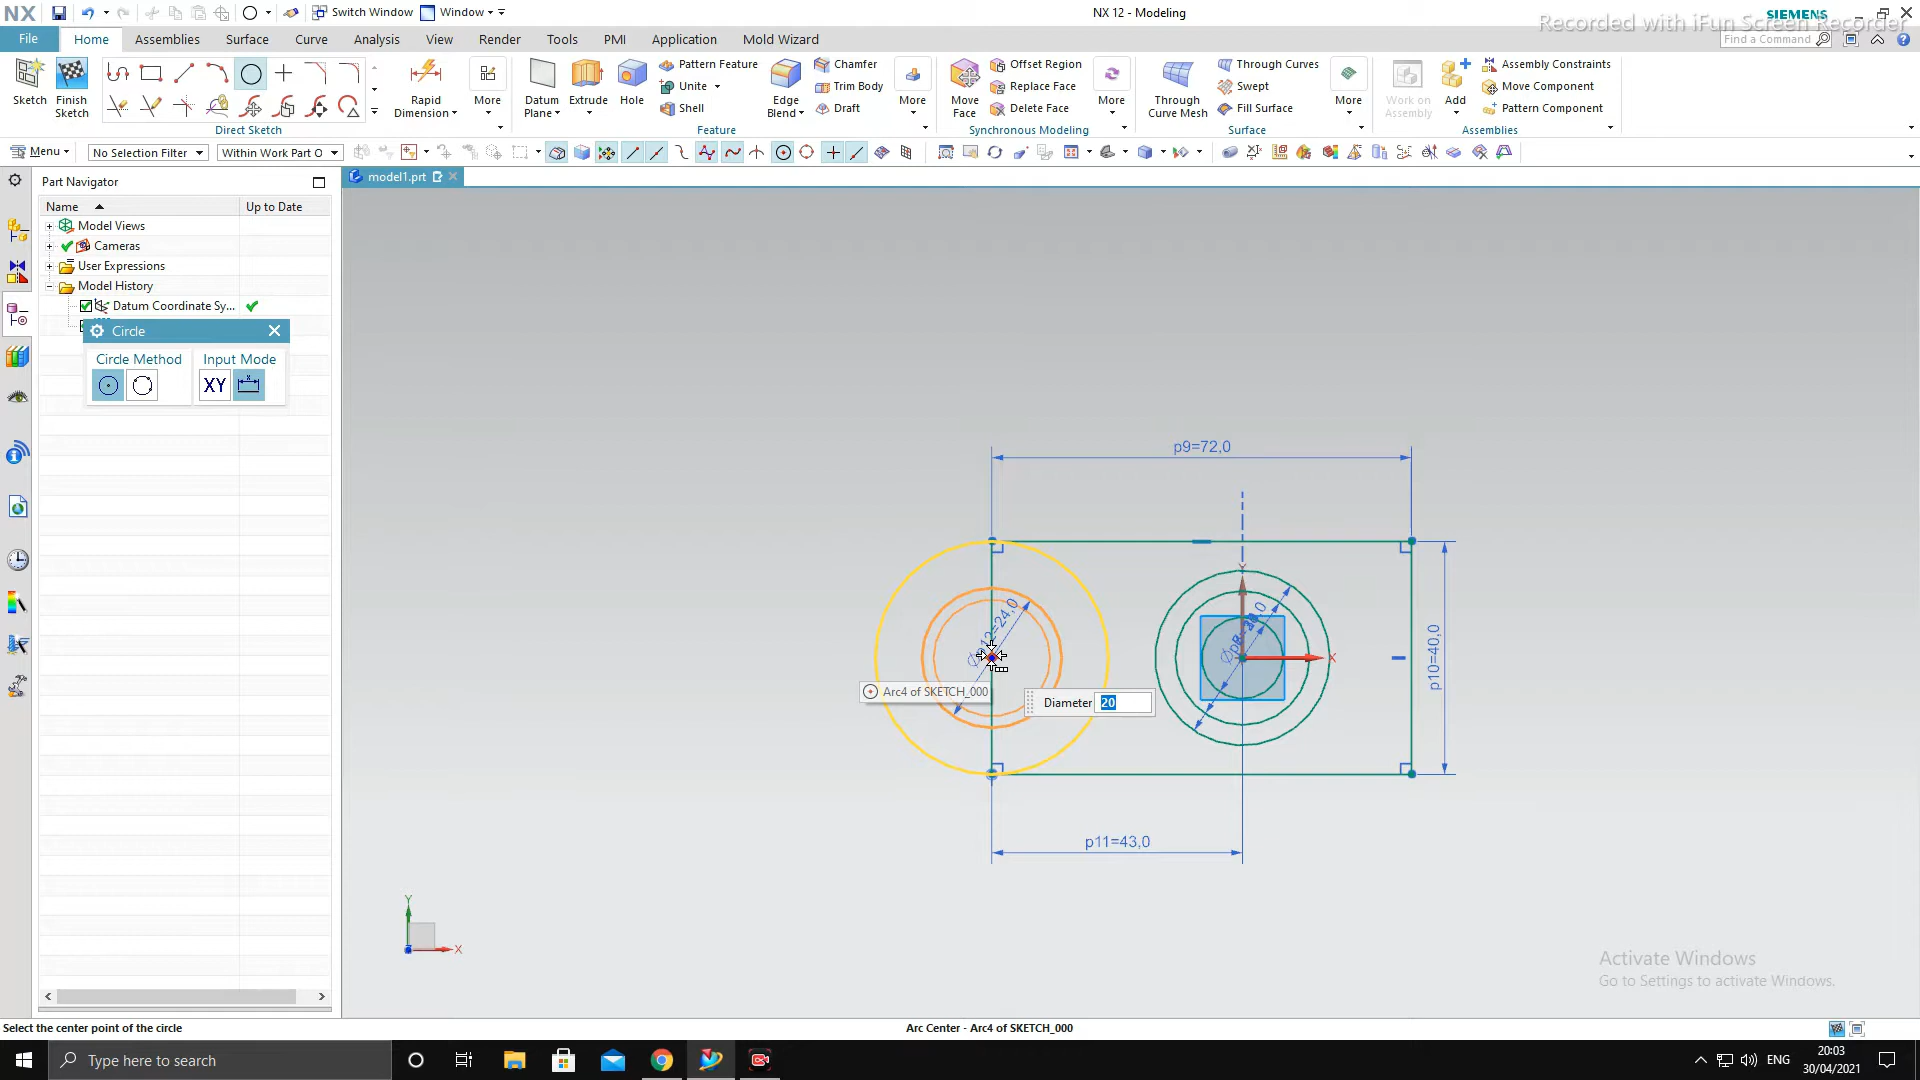 NX
Switch Window
Window
NX 12 - Modeling
SIEMENS
Recorded with iFun Screen Recorder
File
Home
Assemblies
Surface
Curve
Analysis
View
Render
Tools
PMI
Application
Mold Wizard
Find a Command
Sketch
Finish Sketch
Direct Sketch
Rapid Dimension
More
Datum Plane
Extrude
Hole
Pattern Feature
Unite
Shell
Edge Blend
Chamfer
Trim Body
Draft
More
Feature
Move Face
Offset Region
Replace Face
Delete Face
More
Synchronous Modeling
Through Curve Mesh
Through Curves
Swept
Fill Surface
More
Surface
Work on Assembly
Add
Assembly Constraints
Move Component
Pattern Component
Assemblies
Menu
No Selection Filter
Within Work Part O
Part Navigator
model1.prt
Name
Up to Date
Model Views
Cameras
User Expressions
Model History
Datum Coordinate Sy...
Circle
Circle Method
Input Mode
XY
p9=72,0
p10=40,0
p11=43,0
Arc4 of SKETCH_000
Diameter 20
Y
X
Y
X
Activate Windows
Go to Settings to activate Windows.
Select the center point of the circle
Arc Center - Arc4 of SKETCH_000
Type here to search
ENG
20:03
30/04/2021